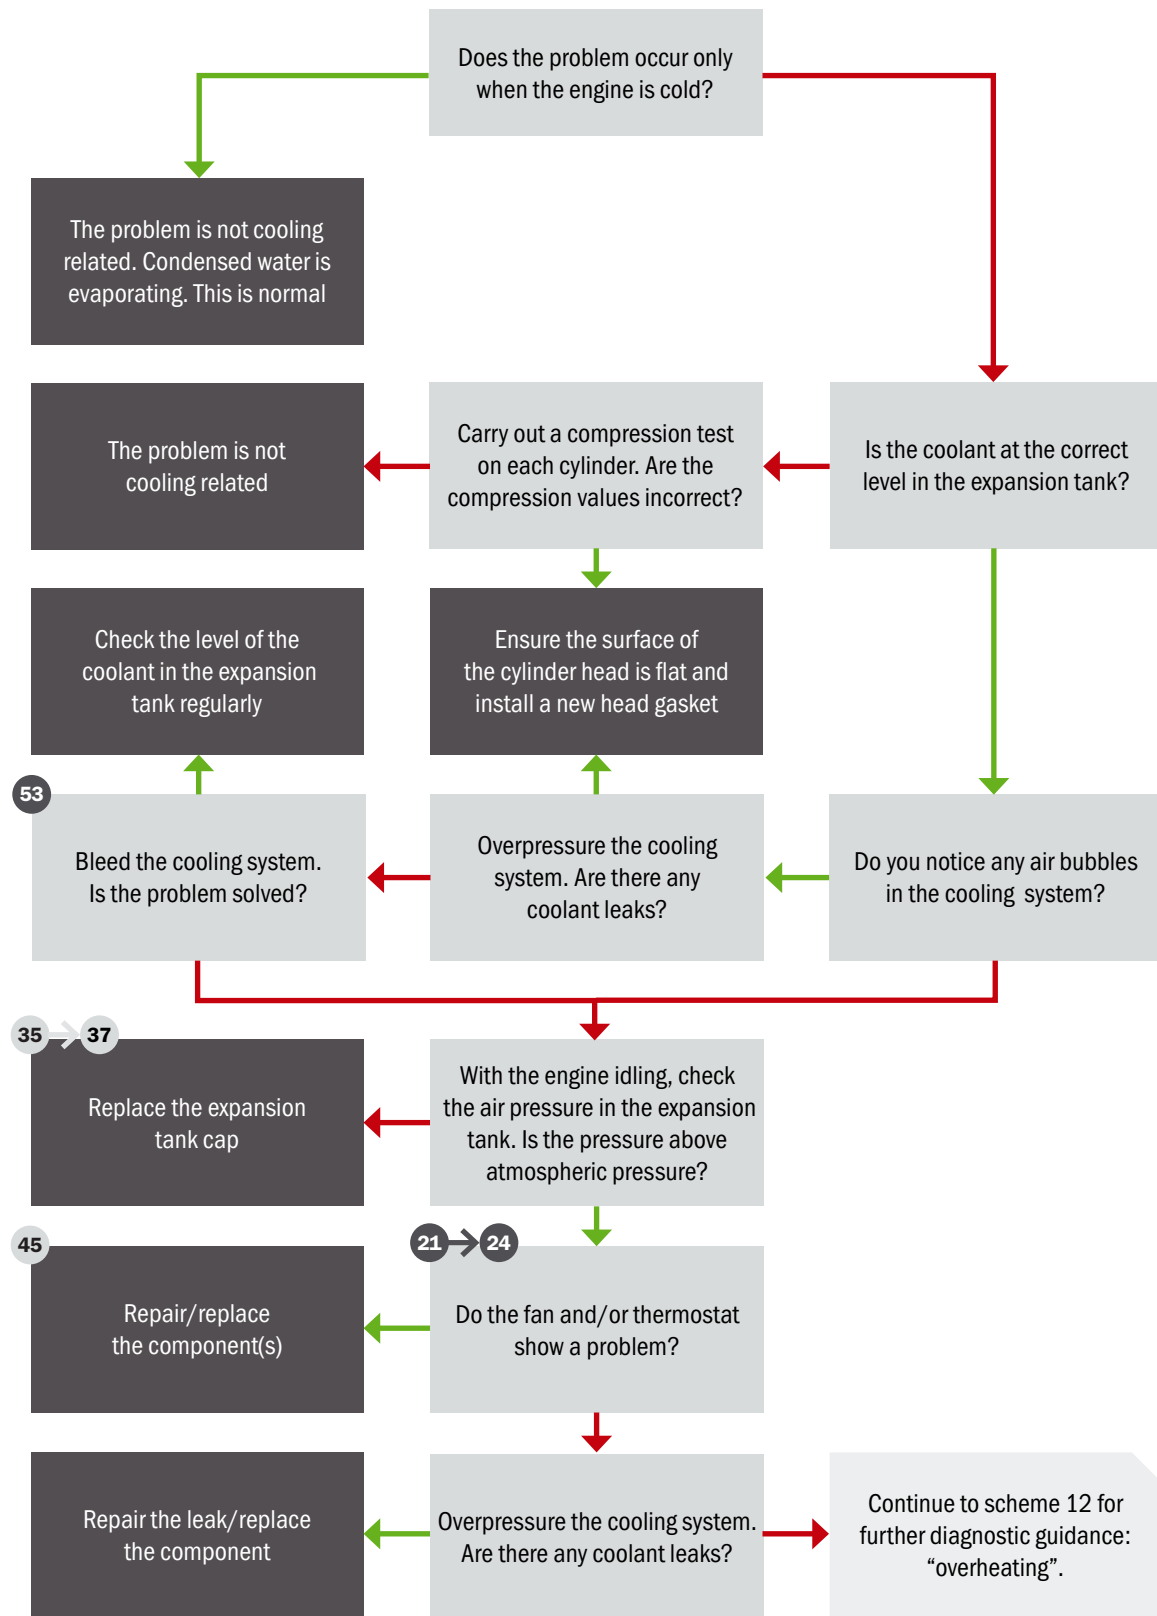 Does the problem occur only
when the engine is cold?
The problem is not cooling
related. Condensed water is
evaporating. This is normal
The problem is not
cooling related
Carry out a compression test
on each cylinder. Are the
compression values incorrect?
Is the coolant at the correct
level in the expansion tank?
Check the level of the
coolant in the expansion
tank regularly
Ensure the surface of
the cylinder head is flat and
install a new head gasket
53
Bleed the cooling system.
Is the problem solved?
Overpressure the cooling
system. Are there any
coolant leaks?
Do you notice any air bubbles
in the cooling system?
35 → 37
Replace the expansion
tank cap
With the engine idling, check
the air pressure in the expansion
tank. Is the pressure above
atmospheric pressure?
45
Repair/replace
the component(s)
21 → 24
Do the fan and/or thermostat
show a problem?
Repair the leak/replace
the component
Overpressure the cooling system.
Are there any coolant leaks?
Continue to scheme 12 for
further diagnostic guidance:
“overheating”.